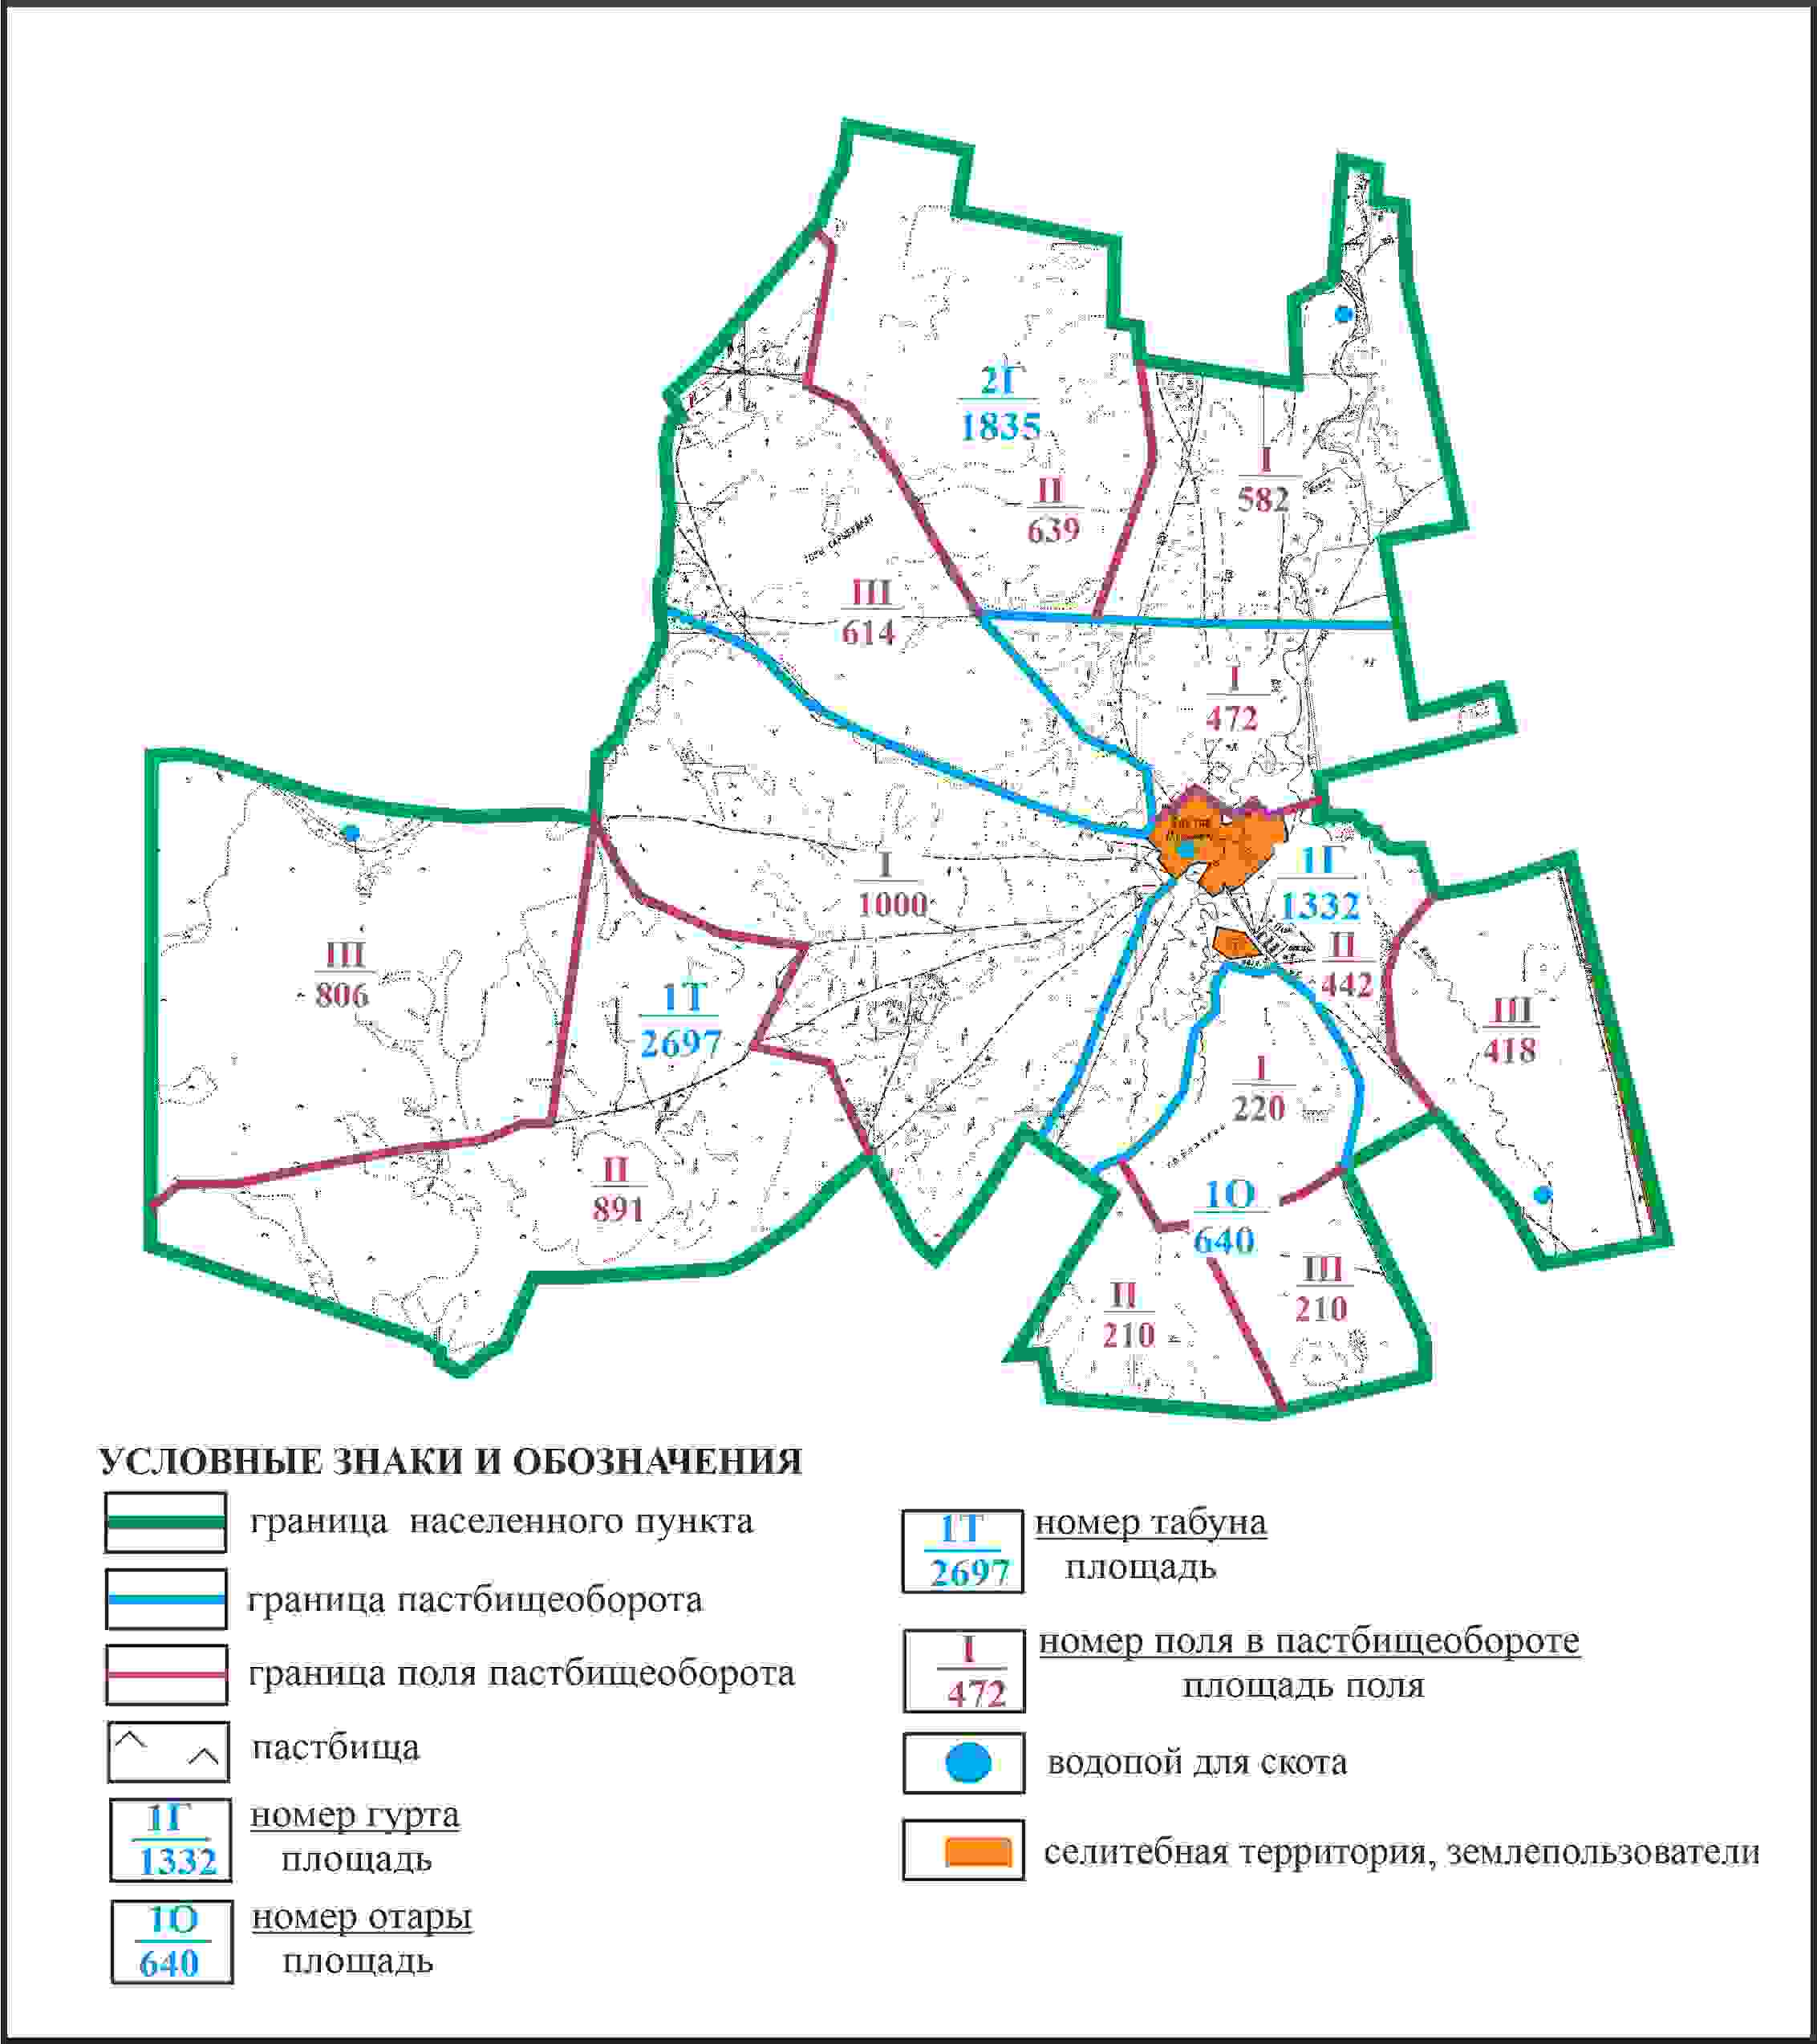 2Г
1835
I
582
II
639
III
614
I
472
I
1000
1Г
1332
II
442
III
806
1Т
2697
III
418
I
220
II
891
1О
640
III
210
II
210
УСЛОВНЫЕ ЗНАКИ И ОБОЗНАЧЕНИЯ
граница населенного пункта
граница пастбищеоборота
граница поля пастбищеоборота
пастбища
1Г
1332
номер гурта
площадь
1О
640
номер отары
площадь
1Т
2697
номер табуна
площадь
I
472
номер поля в пастбищеобороте
площадь поля
водопой для скота
селитебная территория, землепользователи